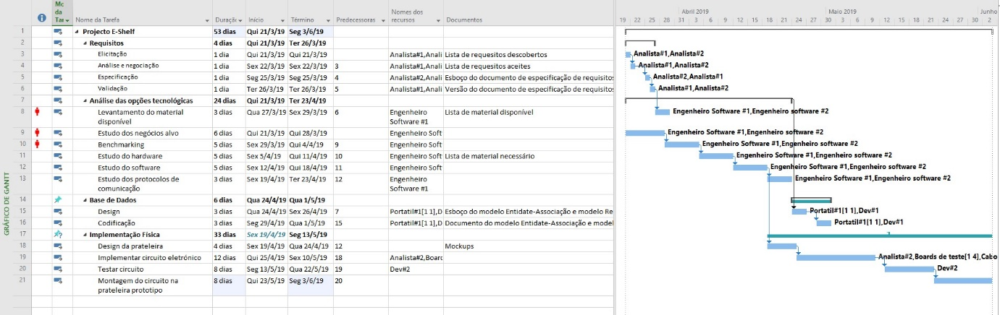 Mc
da
Tar
Nome da Tarefa
Duração
Início
Término
Predecessoras
Nomes dos
recursos
Documentos
Abril 2019
Maio 2019
Junho
19 22 25 28 31 3 6 9 12 15 18 21 24 27 30 3 6 9 12 15 18 21 24 27 30 2
GRÁFICO DE GANTT
1 Projecto E-Shelf 53 dias Qui 21/3/19 Seg 3/6/19
2 Requisitos 4 dias Qui 21/3/19 Ter 26/3/19
3 Elicitação 1 dia Qui 21/3/19 Qui 21/3/19 Analista#1,Anali Lista de requesitos descobertos
Analista#1,Analista#2
4 Análise e negociação 1 dia Sex 22/3/19 Sex 22/3/19 3 Analista#1,Anali Lista de requesitos aceites
Analista#1,Analista#2
5 Especificação 1 dia Seg 25/3/19 Seg 25/3/19 4 Analista#2,Anali Esboço do documento de especificação de requisitos
Analista#2,Analista#1
6 Validação 1 dia Ter 26/3/19 Ter 26/3/19 5 Analista#1,Anali Versão do documento de especificação de requisitos
Analista#1,Analista#2
7 Análise das opções tecnológicas 24 dias Qui 21/3/19 Ter 23/4/19
8 Levantamento do material 3 dias Qua 27/3/19 Sex 29/3/19 6 Engenheiro Lista de material disponível
disponível Software #1
Engenheiro Software #1,Engenheiro software #2
9 Estudo dos negócios alvo 6 dias Qui 21/3/19 Qui 28/3/19 Engenheiro Soft
Engenheiro Software #1,Engenheiro software #2
10 Benchmarking 5 dias Sex 29/3/19 Qui 4/4/19 9 Engenheiro Soft
Engenheiro Software #1,Engenheiro software #2
11 Estudo do hardware 5 dias Sex 5/4/19 Qui 11/4/19 10 Engenheiro Soft Lista de material necessário
Engenheiro Software #1,Engenheiro software #2
12 Estudo do software 5 dias Sex 12/4/19 Qui 18/4/19 11 Engenheiro Soft
Engenheiro Software #1,Engenheiro software #2
13 Estudo dos protocolos de 3 dias Sex 19/4/19 Ter 23/4/19 12 Engenheiro
comunicação Software #1
Engenheiro Software #1,Engenheiro software #2
14 Base de Dados 6 dias Qua 24/4/19 Qua 1/5/19
15 Design 3 dias Qua 24/4/19 Sex 26/4/19 7 Portatil#1[1 1],D Esboço do modelo Entidate-Associação e modelo Re
Portatil#1[1 1],Dev#1
16 Codificação 3 dias Seg 29/4/19 Qua 1/5/19 15 Portatil#1[1 1],D Documento do modelo Entidate-Associação e model
Portatil#1[1 1],Dev#1
17 Implementação Física 33 dias Sex 19/4/19 Seg 13/5/19
18 Design da prateleira 4 dias Sex 19/4/19 Qua 24/4/19 12 Mockups
19 Implementar circuito eletrónico 12 dias Qui 25/4/19 Sex 10/5/19 18 Analista#2,Board
Analista#2,Boards de teste[1 4],Cabo
20 Testar circuito 8 dias Seg 13/5/19 Qua 22/5/19 19 Dev#2
Dev#2
21 Montagem do circuito na 8 dias Qui 23/5/19 Seg 3/6/19 20
prateleira prototipo